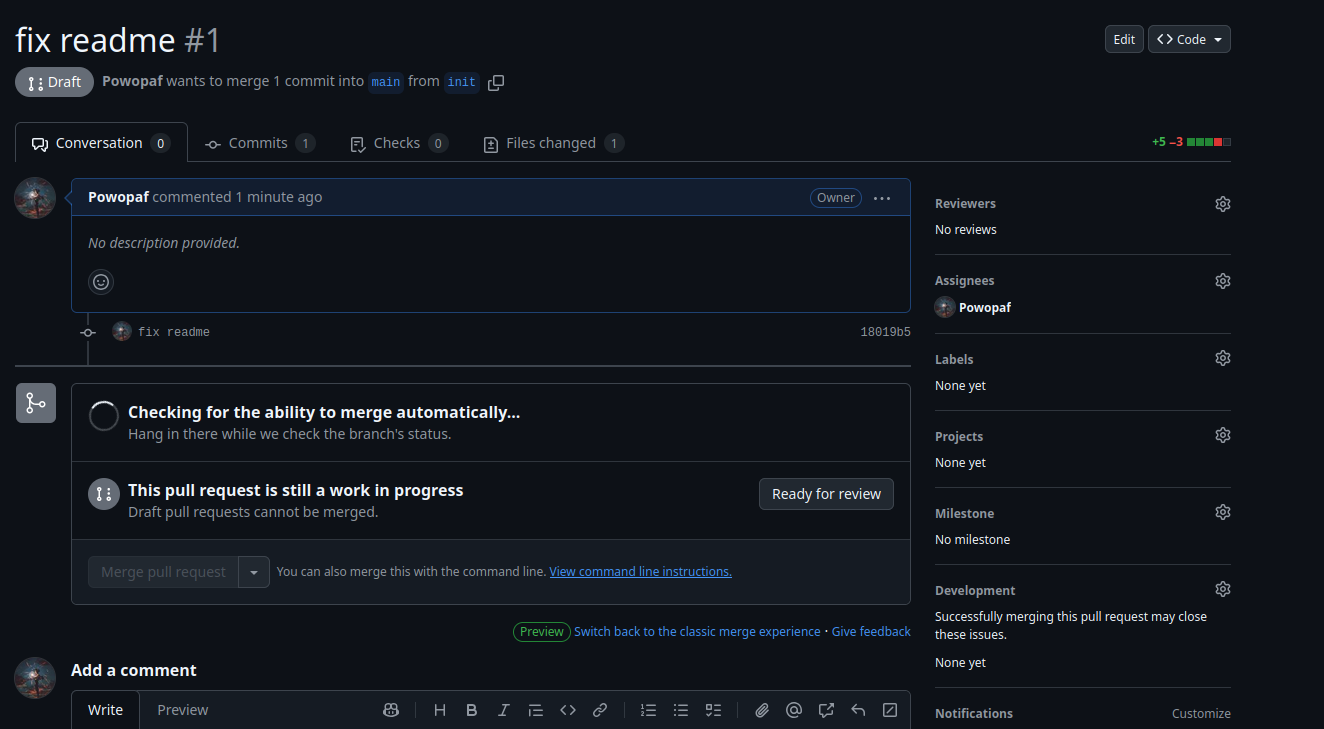 fix readme #1
Edit
Code
Draft
Powopaf wants to merge 1 commit into main from init
Conversation 0
Commits 1
Checks 0
Files changed 1
+5 −3
Powopaf commented 1 minute ago
Owner
No description provided.
fix readme
18019b5
Checking for the ability to merge automatically...
Hang in there while we check the branch's status.
This pull request is still a work in progress
Draft pull requests cannot be merged.
Ready for review
Merge pull request
You can also merge this with the command line. View command line instructions.
Preview Switch back to the classic merge experience · Give feedback
Add a comment
Write
Preview
Reviewers
No reviews
Assignees
Powopaf
Labels
None yet
Projects
None yet
Milestone
No milestone
Development
Successfully merging this pull request may close
these issues.
None yet
Notifications
Customize